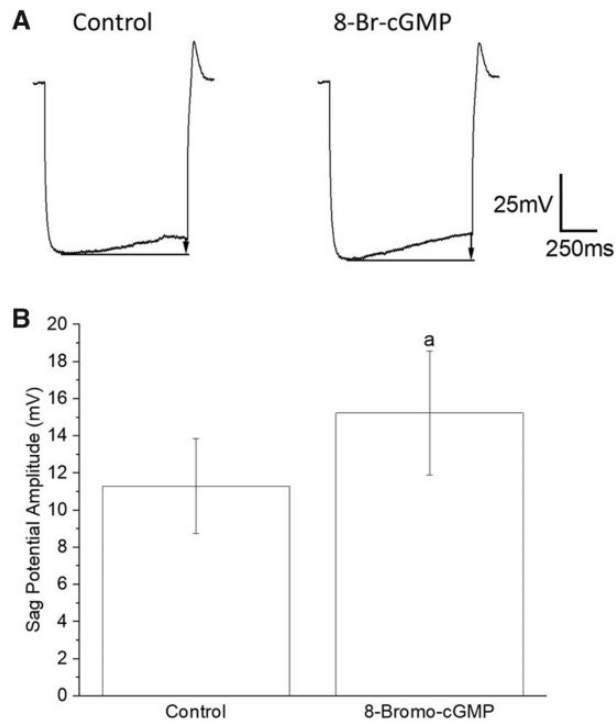 A
Control
8-Br-cGMP
25mV
250ms
B
Sag Potential Amplitude (mV)
20
18
16
14
12
10
8
6
4
2
0
a
Control
8-Bromo-cGMP